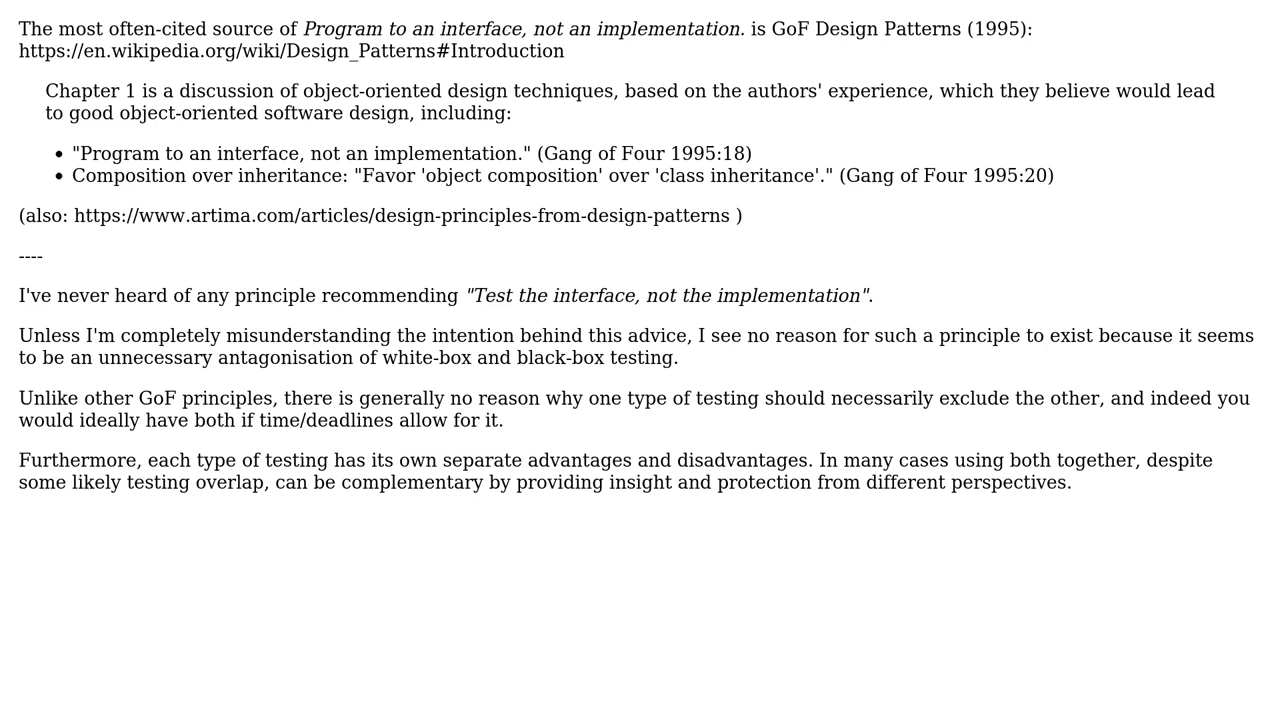 The most often-cited source of Program to an interface, not an implementation. is GoF Design Patterns (1995):
https://en.wikipedia.org/wiki/Design_Patterns#Introduction
Chapter 1 is a discussion of object-oriented design techniques, based on the authors' experience, which they believe would lead
to good object-oriented software design, including:
• "Program to an interface, not an implementation." (Gang of Four 1995:18)
• Composition over inheritance: "Favor 'object composition' over 'class inheritance'." (Gang of Four 1995:20)
(also: https://www.artima.com/articles/design-principles-from-design-patterns )
----
I've never heard of any principle recommending "Test the interface, not the implementation".
Unless I'm completely misunderstanding the intention behind this advice, I see no reason for such a principle to exist because it seems
to be an unnecessary antagonisation of white-box and black-box testing.
Unlike other GoF principles, there is generally no reason why one type of testing should necessarily exclude the other, and indeed you
would ideally have both if time/deadlines allow for it.
Furthermore, each type of testing has its own separate advantages and disadvantages. In many cases using both together, despite
some likely testing overlap, can be complementary by providing insight and protection from different perspectives.